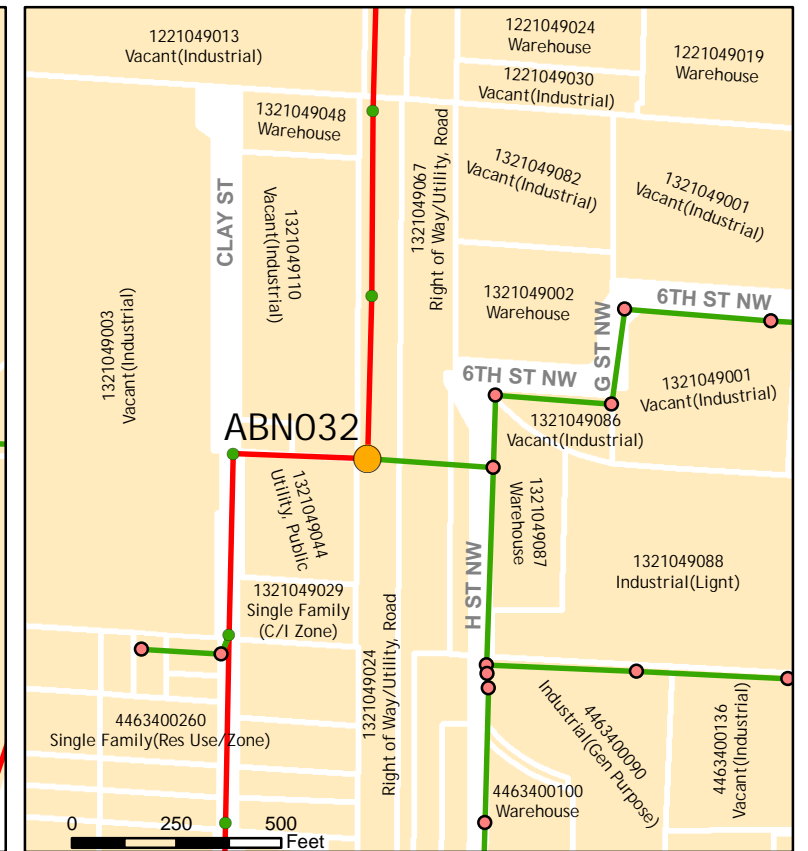 1221049013
Vacant(Industrial)
1221049024
Warehouse
1221049019
Warehouse
1221049030
Vacant(Industrial)
1321049048
Warehouse
1321049067
Right of Way/Utility, Road
1321049082
Vacant(Industrial)
1321049001
Vacant(Industrial)
CLAY ST
1321049110
Vacant(Industrial)
1321049003
Vacant(Industrial)
1321049002
Warehouse
6TH ST NW
G ST NW
6TH ST NW
1321049001
Vacant(Industrial)
1321049086
Vacant(Industrial)
ABN032
1321049044
Utility, Public
1321049087
Warehouse
H ST NW
1321049088
Industrial(Lignt)
1321049029
Single Family
(C/I Zone)
1321049024
Right of Way/Utility, Road
4463400260
Single Family(Res Use/Zone)
4463400090
Industrial(Gen Purpose)
4463400136
Vacant(Industrial)
4463400100
Warehouse
0 250 500
Feet